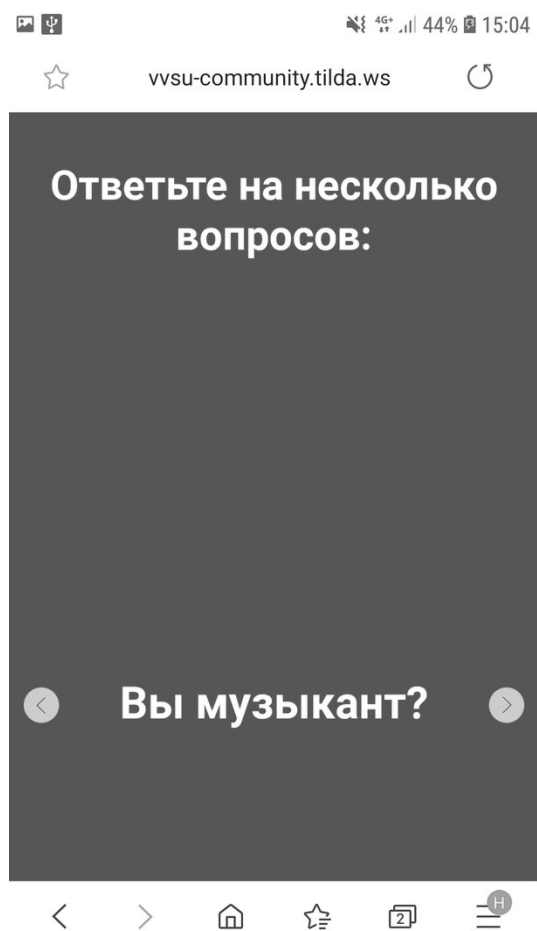 4G+ 44% 15:04
vvsu-community.tilda.ws
Ответьте на несколько
вопросов:
Вы музыкант?
2 H